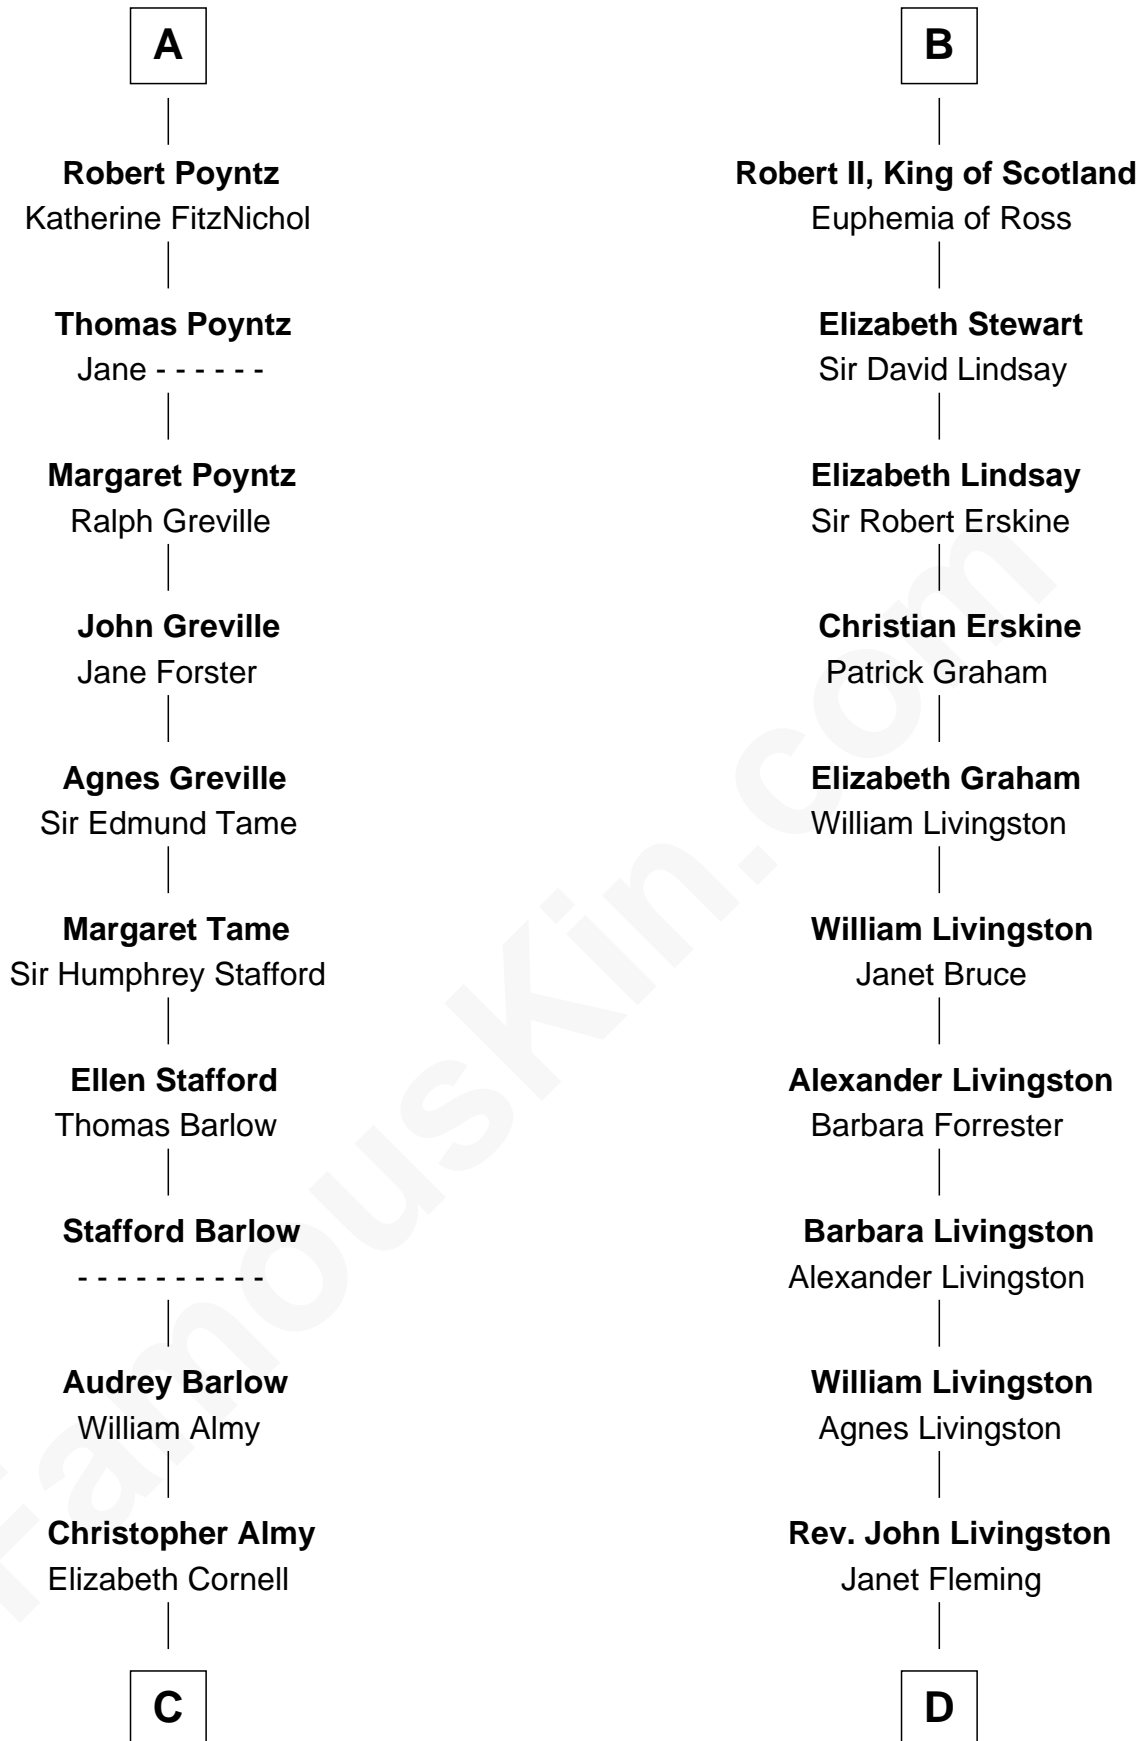 A
Robert Poyntz
Katherine FitzNichol
Thomas Poyntz
Jane - - - - - -
Margaret Poyntz
Ralph Greville
John Greville
Jane Forster
Agnes Greville
Sir Edmund Tame
Margaret Tame
Sir Humphrey Stafford
Ellen Stafford
Thomas Barlow
Stafford Barlow
- - - - - - - - - -
Audrey Barlow
William Almy
Christopher Almy
Elizabeth Cornell
C
B
Robert II, King of Scotland
Euphemia of Ross
Elizabeth Stewart
Sir David Lindsay
Elizabeth Lindsay
Sir Robert Erskine
Christian Erskine
Patrick Graham
Elizabeth Graham
William Livingston
William Livingston
Janet Bruce
Alexander Livingston
Barbara Forrester
Barbara Livingston
Alexander Livingston
William Livingston
Agnes Livingston
Rev. John Livingston
Janet Fleming
D
FamousKin.com